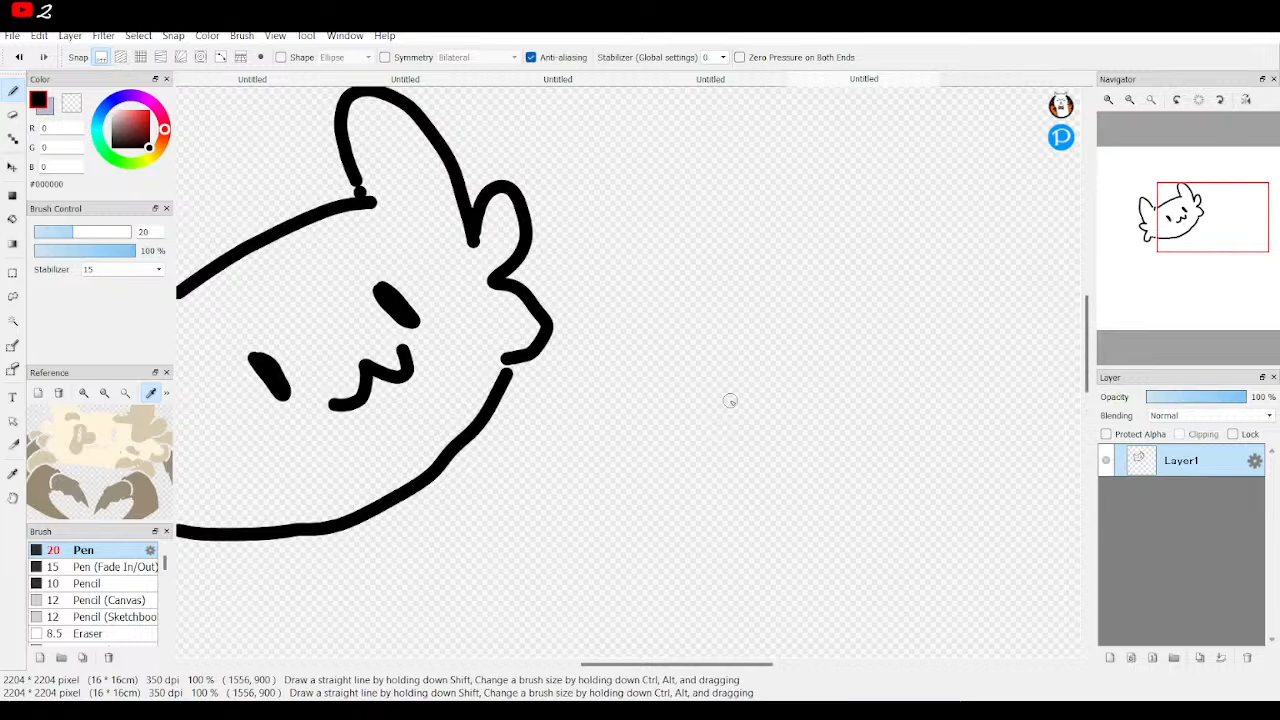 2
File Edit Layer Filters Select Snap Color Brush View Tool Window Help
Snap Shape Ellipse Symmetry Bilateral Anti-aliasing Stabilizer (Global settings) 0 Zero Pressure on Both Ends
Color
Untitled Untitled Untitled Untitled Untitled
Navigator
R 0
G 0
B 0
#000000
Brush Control
20
100 %
Stabilizer 15
Reference
Layer
Opacity 100 %
Blending Normal
Protect Alpha Clipping Lock
Layer1
Brush
20 Pen
15 Pen (Fade In/Out)
10 Pencil
12 Pencil (Canvas)
12 Pencil (Sketchboo
8.5 Eraser
2204 * 2204 pixel (16 * 16cm) 350 dpi 100 % ( 1556, 900 ) Draw a straight line by holding down Shift, Change a brush size by holding down Ctrl, Alt, and dragging
2204 * 2204 pixel (16 * 16cm) 350 dpi 100 % ( 1556, 900 ) Draw a straight line by holding down Shift, Change a brush size by holding down Ctrl, Alt, and dragging